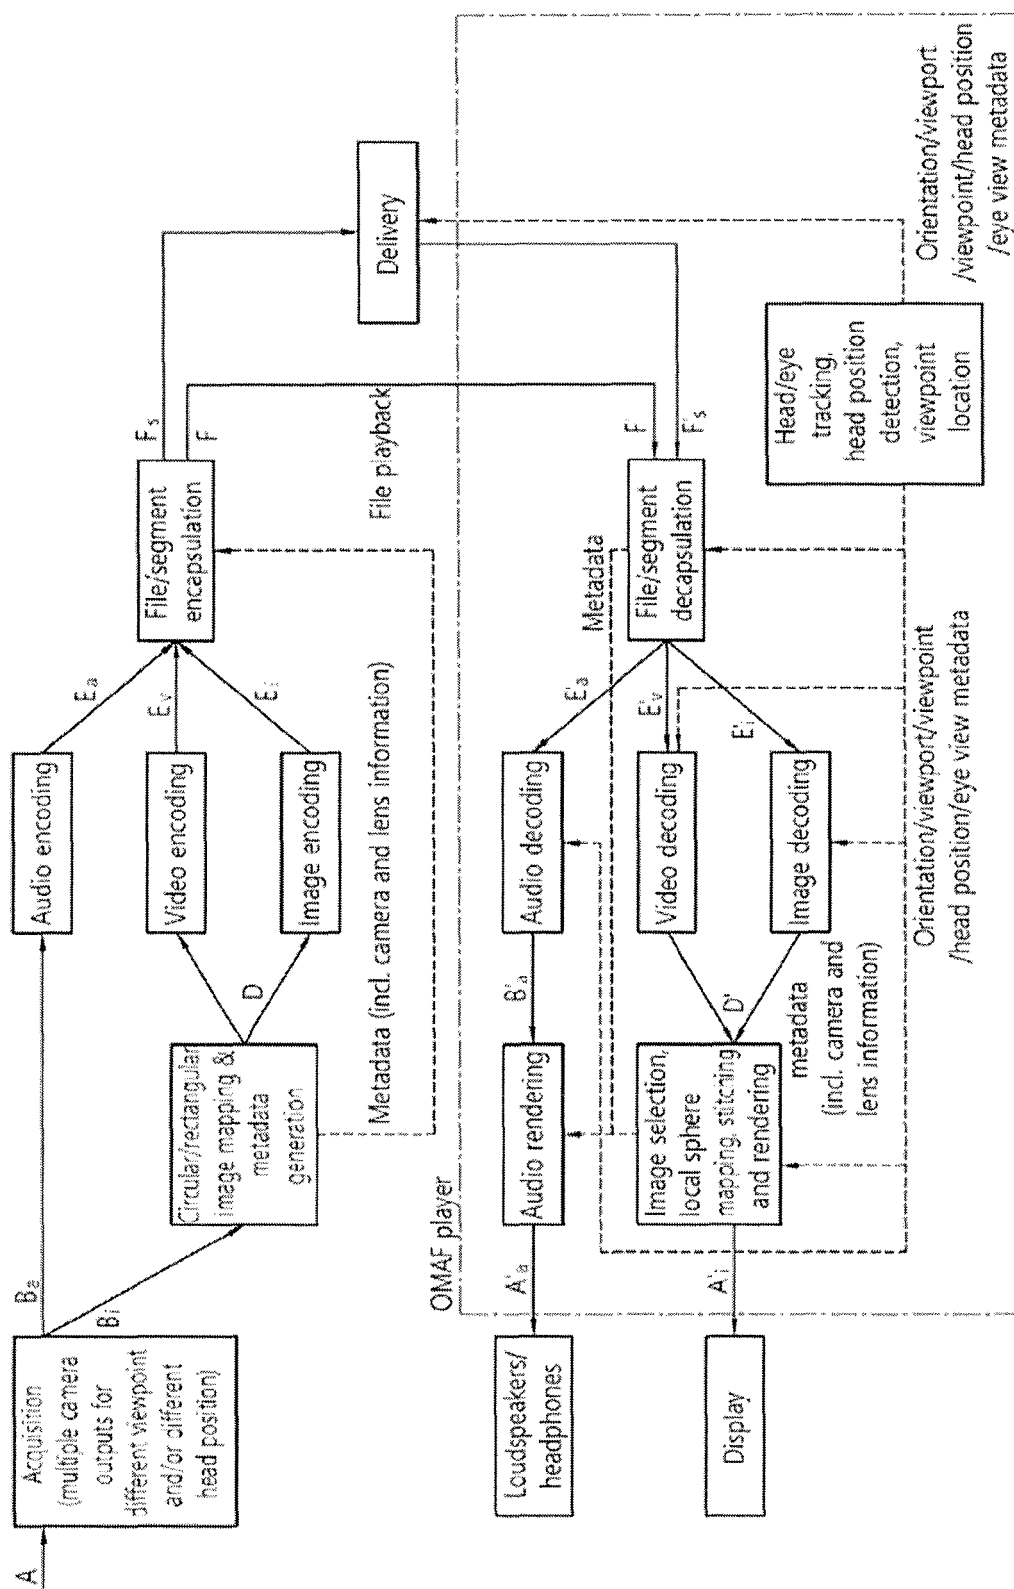 A
Acquisition
(multiple camera
outputs for
different viewpoint
and/or different
head position)
Ba
Bi
Circular/rectangular
image mapping &
metadata
generation
D
Audio encoding
Video encoding
Image encoding
Ea
Ev
Ei
File/segment
encapsulation
Fs
F
Metadata (incl. camera and lens information)
File playback
Delivery
OMAF player
Loudspeakers/
headphones
A'a
Audio rendering
B'a
Audio decoding
E'a
Metadata
F
F's
File/segment
decapsulation
Display
A'i
Image selection,
local sphere
mapping, stitching
and rendering
D'
Video decoding
E'v
Image decoding
E'i
metadata
(incl. camera and
lens information)
Orientation/viewport/viewpoint
/head position/eye view metadata
Head/eye
tracking,
head position
detection,
viewpoint
location
Orientation/viewport
/viewpoint/head position
/eye view metadata